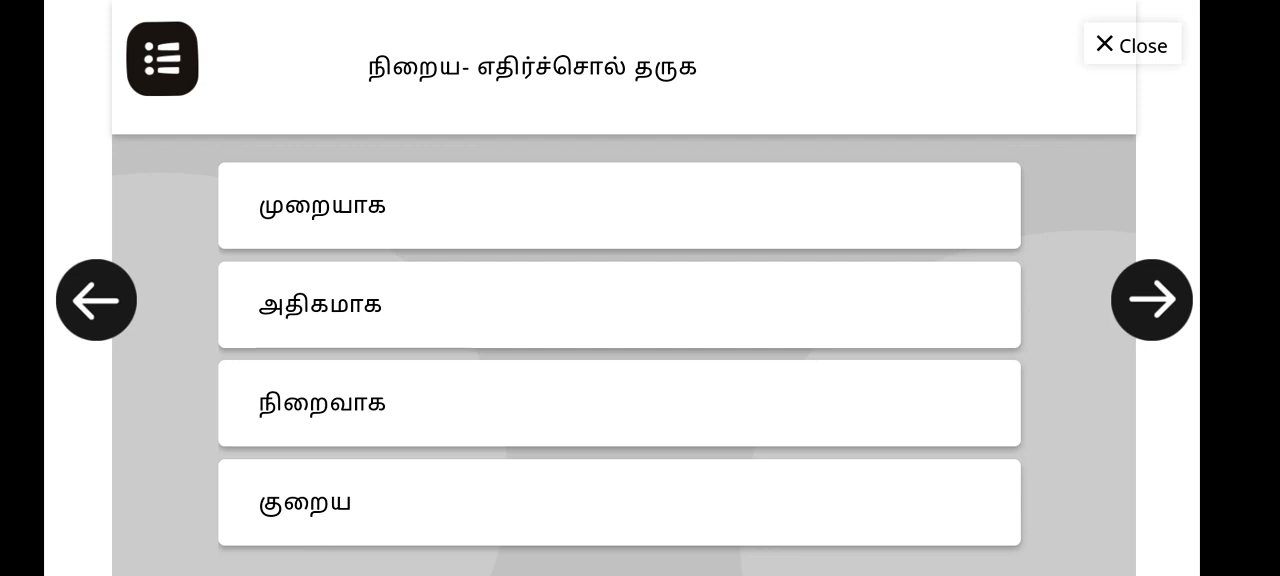 நிறைய- எதிர்ச்சொல் தருக
✕ Close
முறையாக
அதிகமாக
நிறைவாக
குறைய